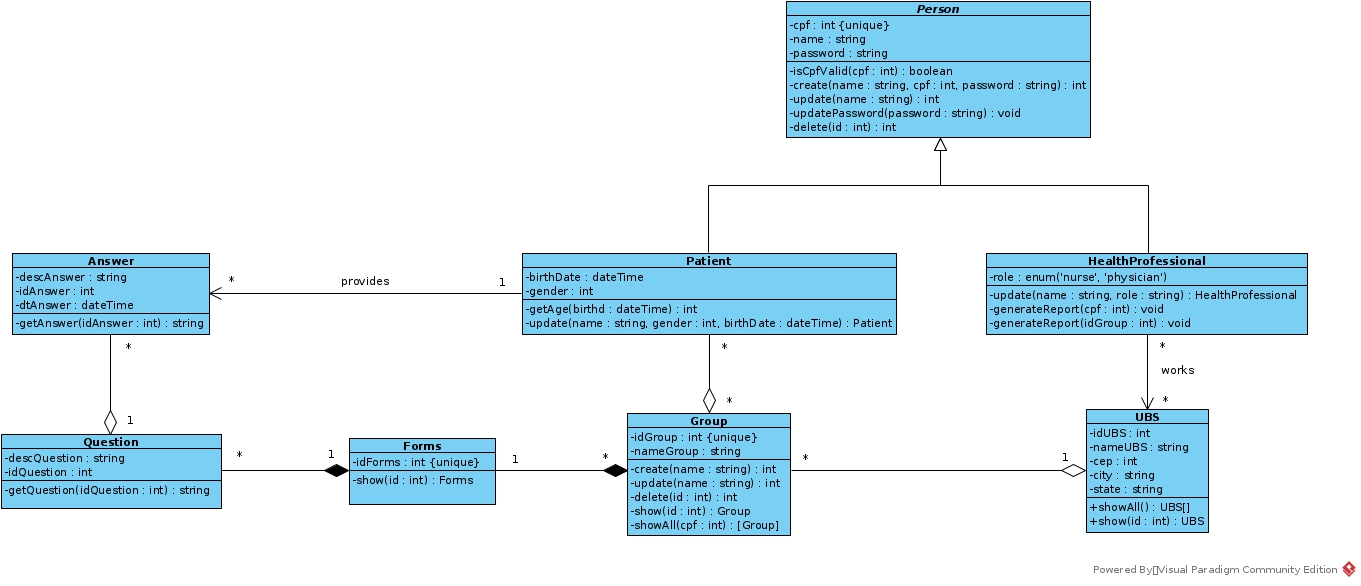 Person
-cpf : int {unique}
-name : string
-password : string
-isCpfValid(cpf : int) : boolean
-create(name : string, cpf : int, password : string) : int
-update(name : string) : int
-updatePassword(password : string) : void
-delete(id : int) : int
Answer
-descAnswer : string
-idAnswer : int
-dtAnswer : dateTime
-getAnswer(idAnswer : int) : string
*
provides
1
Patient
-birthDate : dateTime
-gender : int
-getAge(birthd : dateTime) : int
-update(name : string, gender : int, birthDate : dateTime) : Patient
HealthProfessional
-role : enum('nurse', 'physician')
-update(name : string, role : string) : HealthProfessional
-generateReport(cpf : int) : void
-generateReport(idGroup : int) : void
*
1
*
*
*
works
*
Question
-descQuestion : string
-idQuestion : int
-getQuestion(idQuestion : int) : string
*
1
Forms
-idForms : int {unique}
-show(id : int) : Forms
1
*
Group
-idGroup : int {unique}
-nameGroup : string
-create(name : string) : int
-update(name : string) : int
-delete(id : int) : int
-show(id : int) : Group
-showAll(cpf : int) : [Group]
*
1
UBS
-idUBS : int
-nameUBS : string
-cep : int
-city : string
-state : string
+showAll() : UBS[]
+show(id : int) : UBS
Powered By▯Visual Paradigm Community Edition